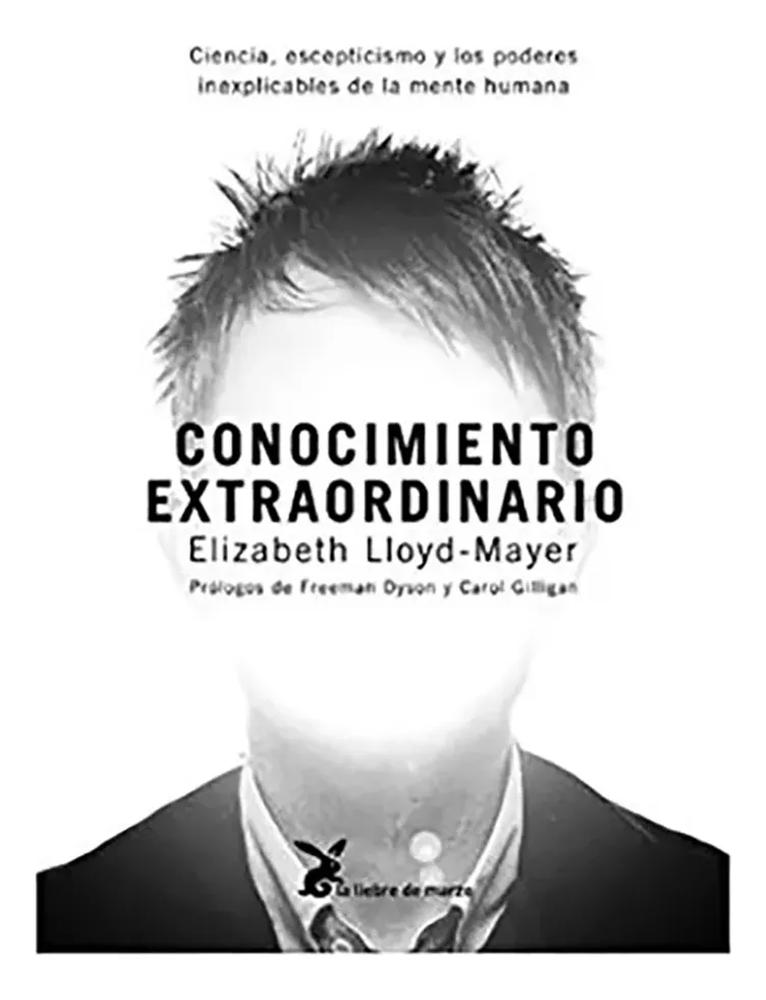 Ciencia, escepticismo y los poderes
inexplicables de la mente humana
CONOCIMIENTO
EXTRAORDINARIO
Elizabeth Lloyd-Mayer
Prólogos de Freeman Dyson y Carol Gilligan
la liebre de marzo